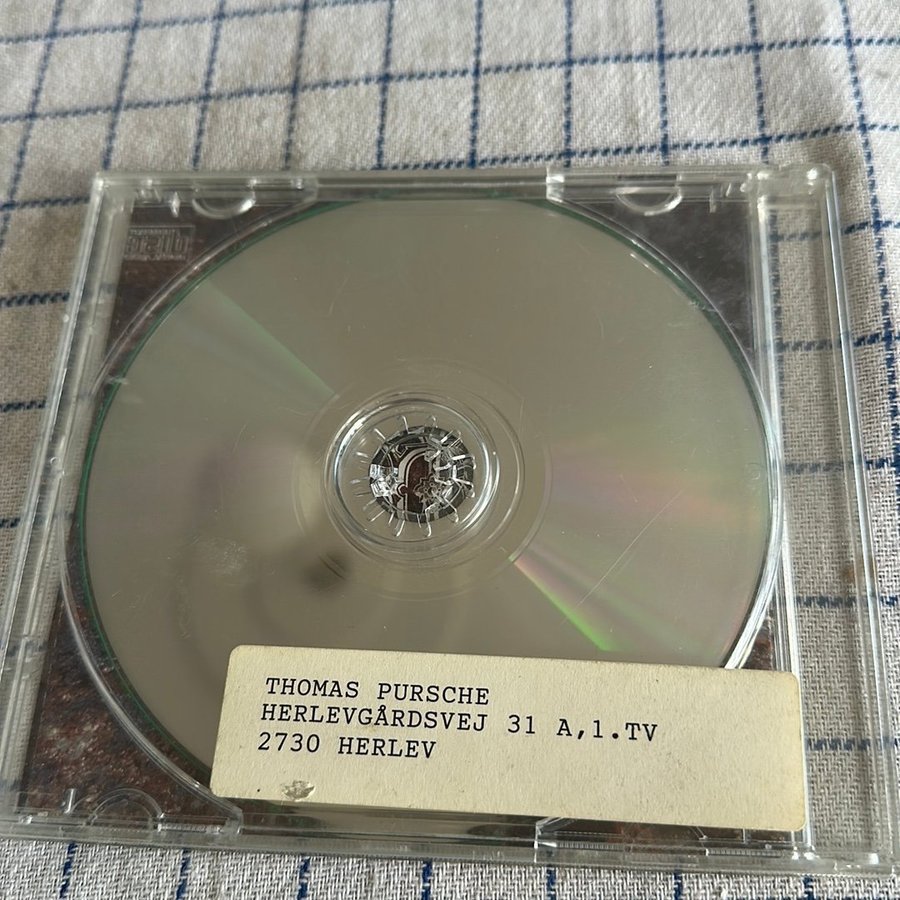 THOMAS PURSCHE
HERLEVGÅRDSVEJ 31 A,1.TV
2730 HERLEV